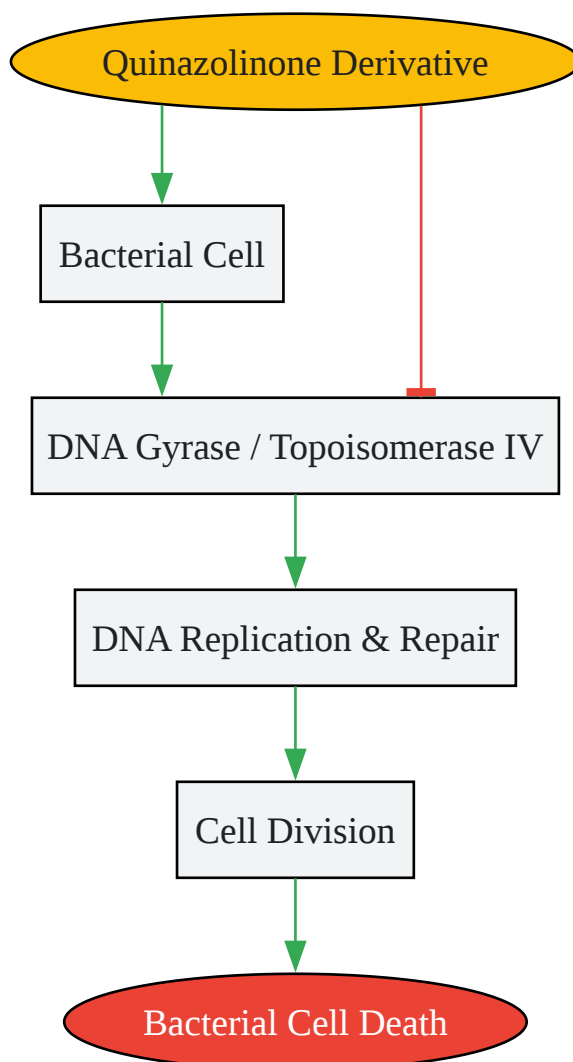 Quinazolinone Derivative
Bacterial Cell
DNA Gyrase / Topoisomerase IV
DNA Replication & Repair
Cell Division
Bacterial Cell Death